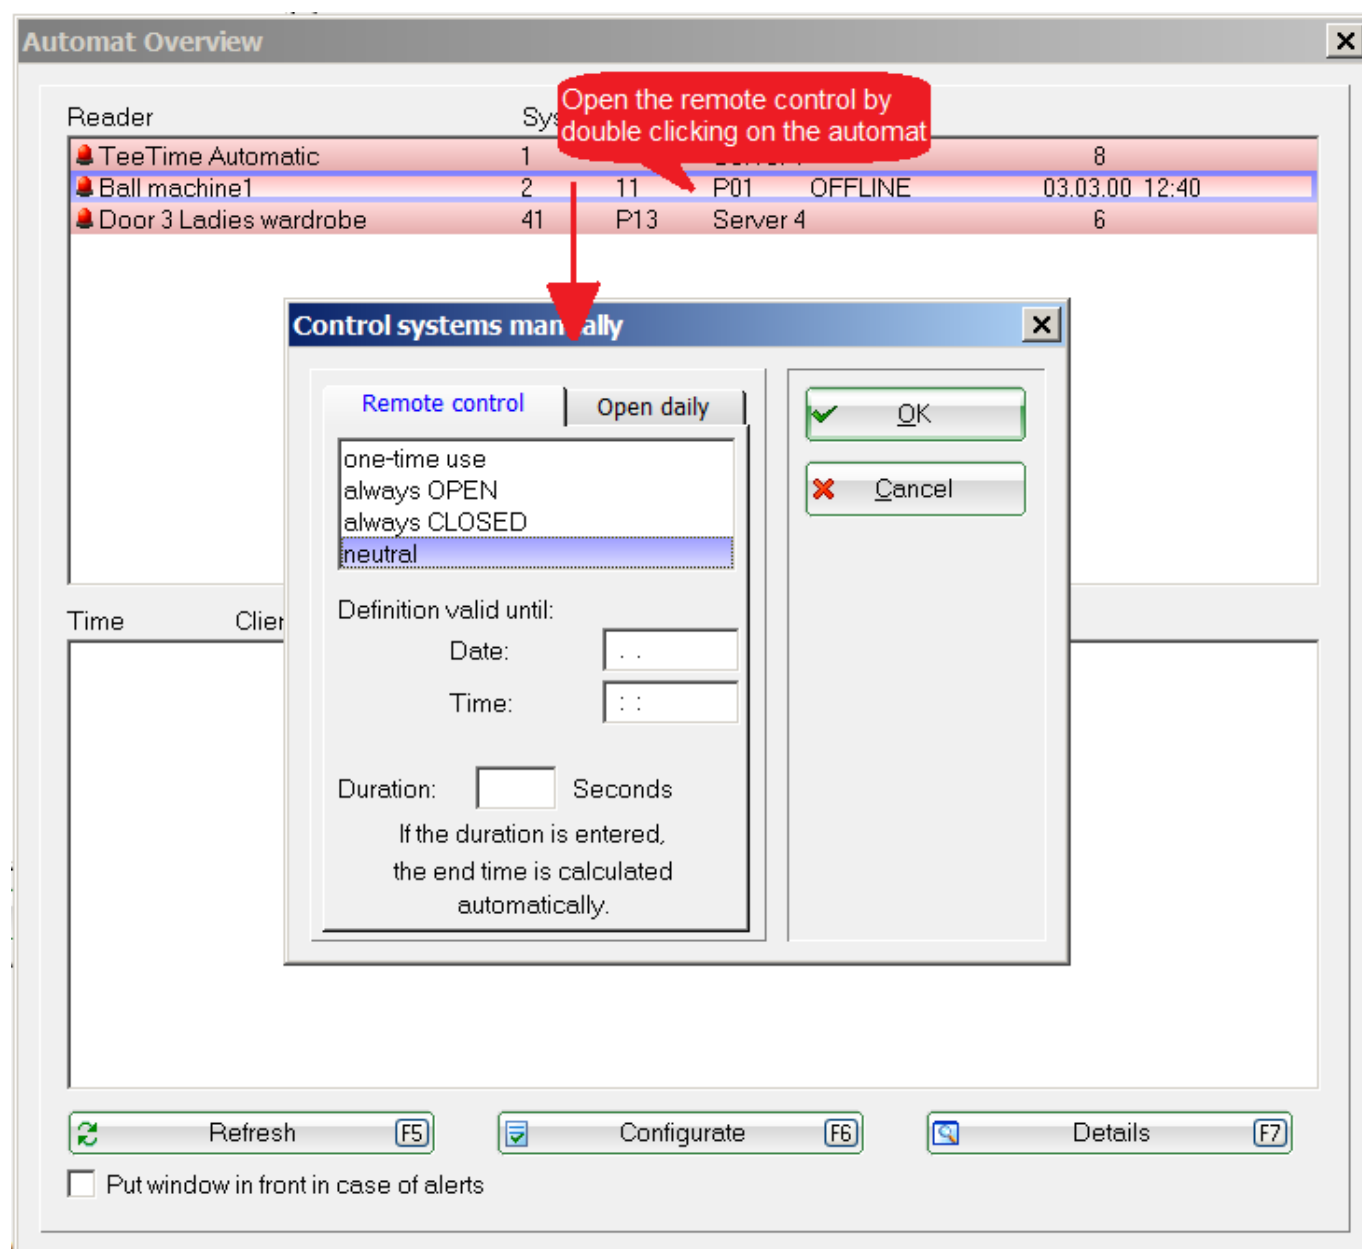 Automat Overview
Open the remote control by
double clicking on the automat
Reader
TeeTime Automatic 1 8
Ball machine1 2 11 P01 OFFLINE 03.03.00 12:40
Door 3 Ladies wardrobe 41 P13 Server 4 6
Control systems manually
Remote control Open daily
OK
one-time use
always OPEN
always CLOSED
neutral
Cancel
Definition valid until:
Time
Date: . .
Time: : :
Duration: Seconds
If the duration is entered,
the end time is calculated
automatically.
Refresh F5 Configurate F6 Details F7
Put window in front in case of alerts